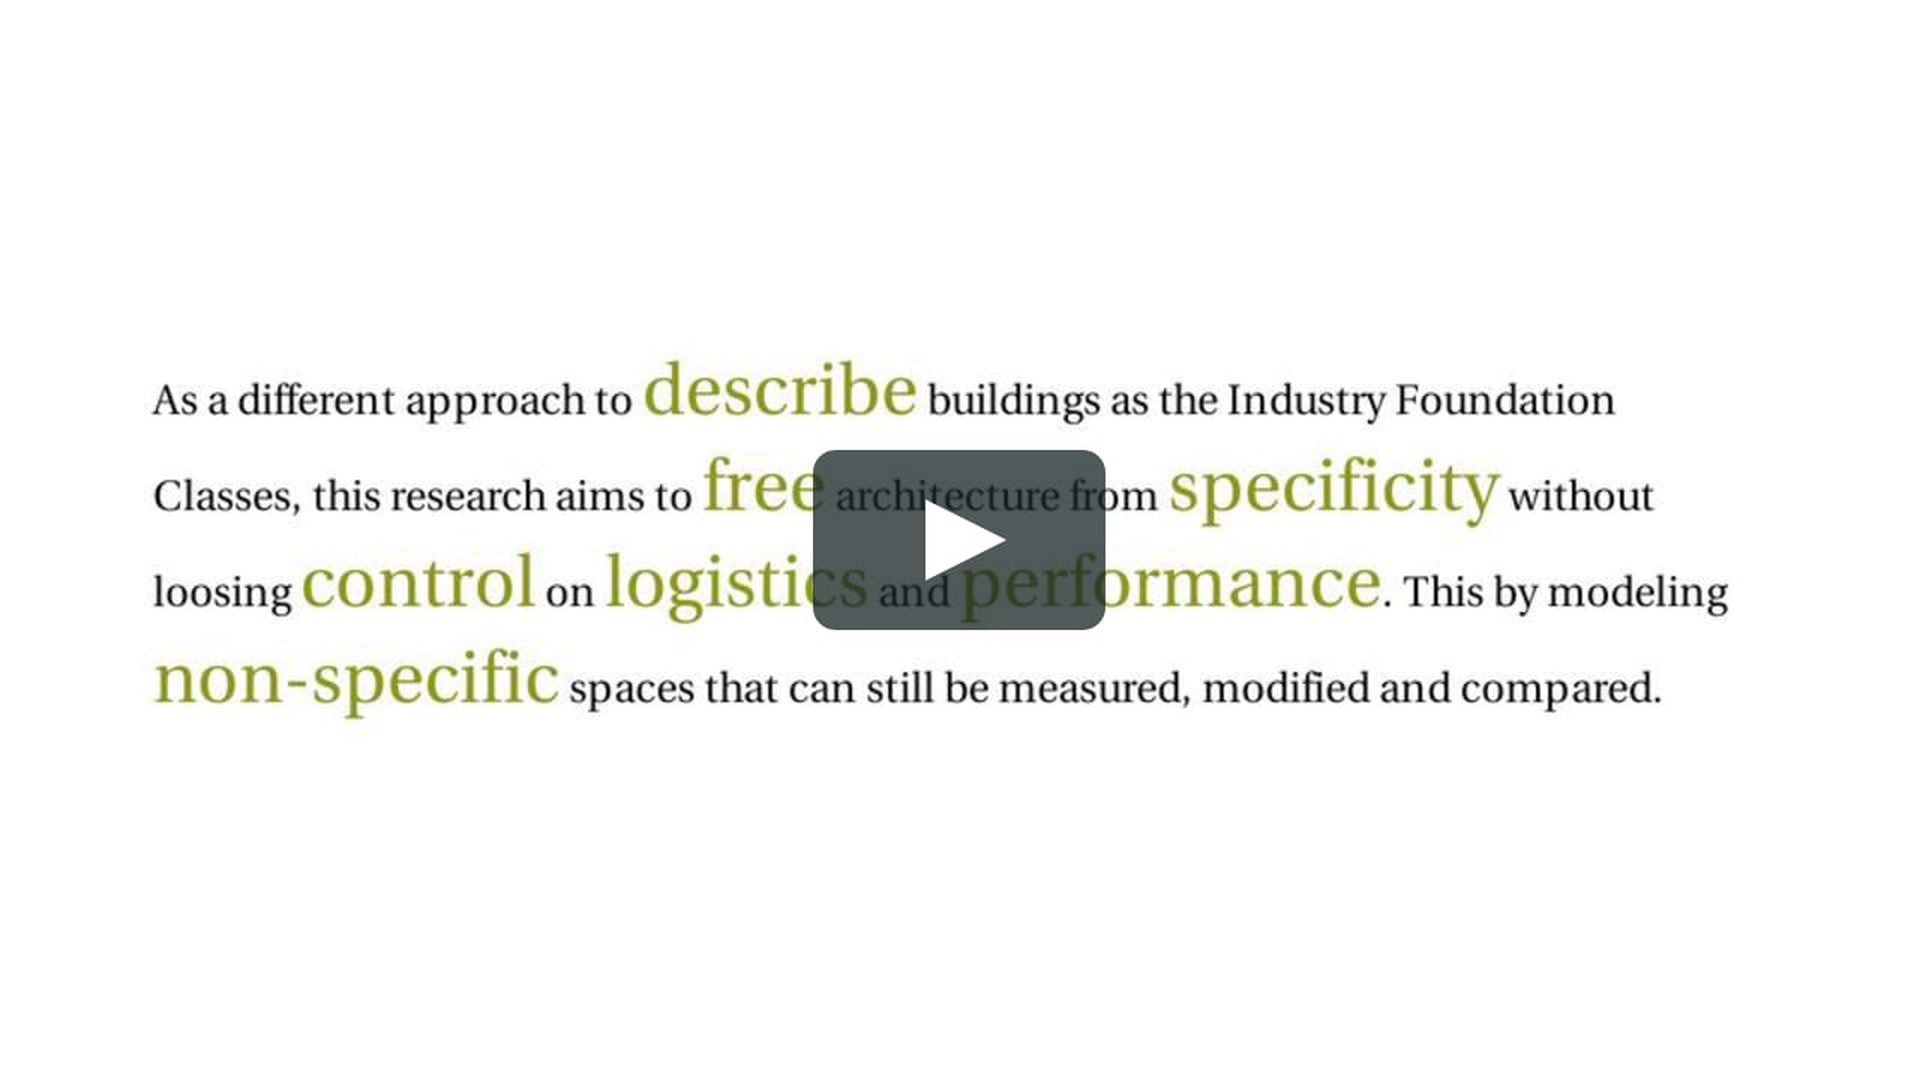 As a different approach to describe buildings as the Industry Foundation
Classes, this research aims to free architecture from specificity without
loosing control on logistics and performance. This by modeling
non-specific spaces that can still be measured, modified and compared.